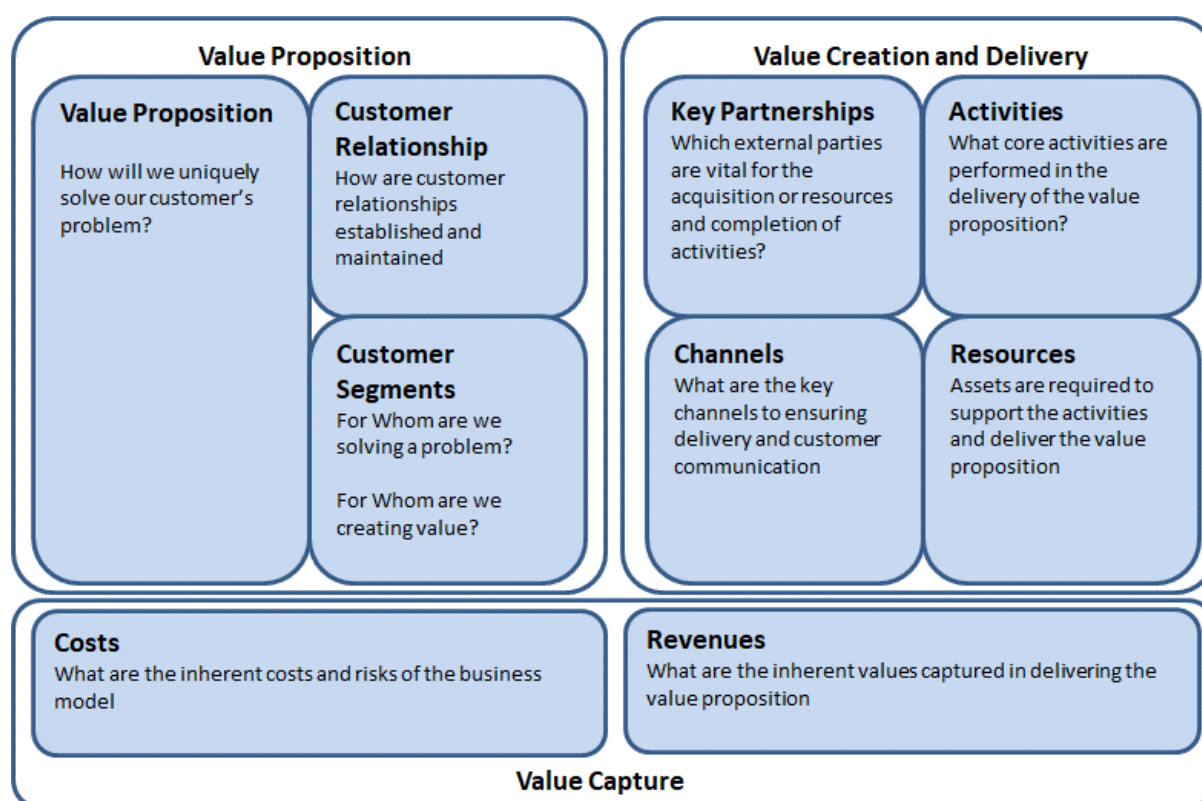 Value Proposition
Value Proposition
How will we uniquely
solve our customer's
problem?
Customer
Relationship
How are customer
relationships
established and
maintained
Customer
Segments
For Whom are we
solving a problem?
For Whom are we
creating value?
Value Creation and Delivery
Key Partnerships
Which external parties
are vital for the
acquisition or resources
and completion of
activities?
Activities
What core activities are
performed in the
delivery of the value
proposition?
Channels
What are the key
channels to ensuring
delivery and customer
communication
Resources
Assets are required to
support the activities
and deliver the value
proposition
Costs
What are the inherent costs and risks of the business
model
Revenues
What are the inherent values captured in delivering the
value proposition
Value Capture